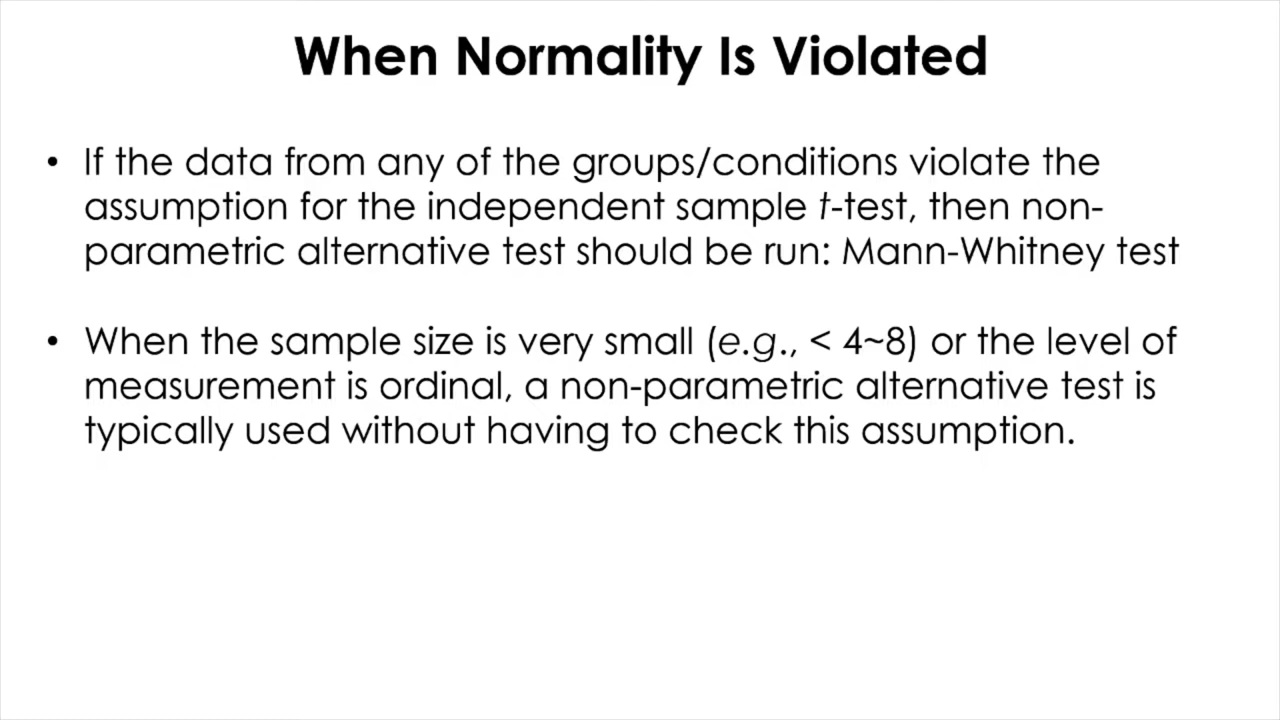 When Normality Is Violated
• If the data from any of the groups/conditions violate the
assumption for the independent sample t-test, then non-
parametric alternative test should be run: Mann-Whitney test
• When the sample size is very small (e.g., < 4~8) or the level of
measurement is ordinal, a non-parametric alternative test is
typically used without having to check this assumption.